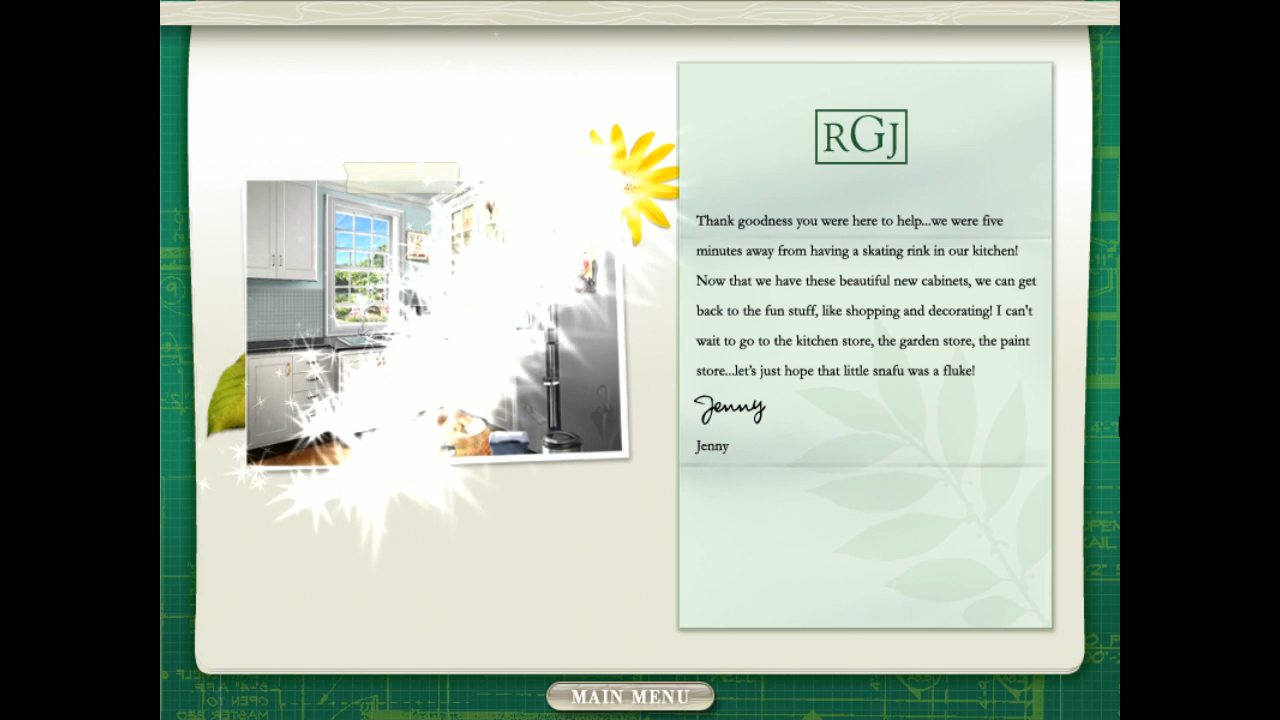 RGJ
Thank goodness you were here to help...we were five
minutes away from having a skating rink in our kitchen!
Now that we have these beautiful new cabinets, we can get
back to the fun stuff, like shopping and decorating! I can't
wait to go to the kitchen store, the garden store, the paint
store...let's just hope that little snafu was a fluke!
Jenny
Jenny
MAIN MENU